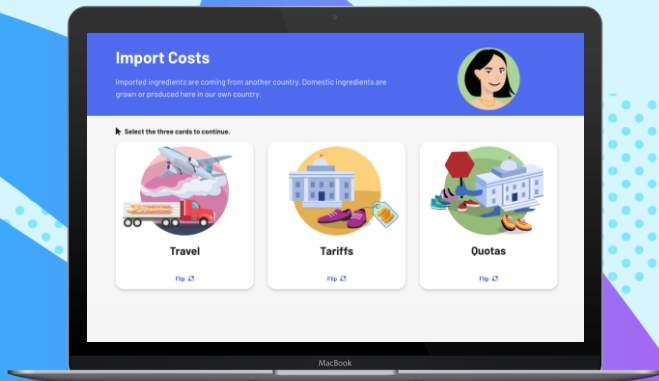 Import Costs
Imported ingredients are coming from another country. Domestic ingredients are
grown or produced here in our own country.
Select the three cards to continue.
Travel
Tariffs
Quotas
Flip
Flip
Flip
MacBook